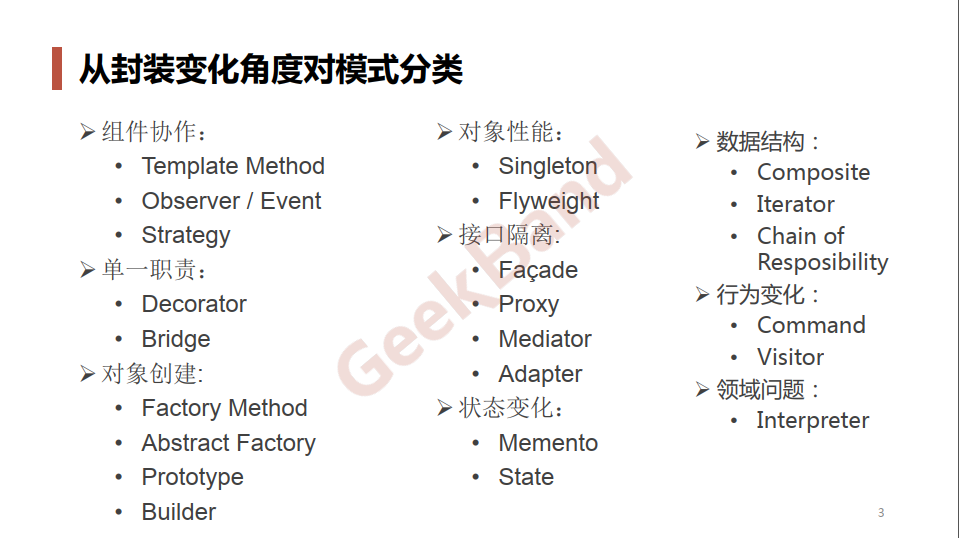 从封装变化角度对模式分类
➢ 组件协作：
• Template Method
• Observer / Event
• Strategy
➢ 单一职责：
• Decorator
• Bridge
➢ 对象创建:
• Factory Method
• Abstract Factory
• Prototype
• Builder
➢ 对象性能：
• Singleton
• Flyweight
➢ 接口隔离:
• Façade
• Proxy
• Mediator
• Adapter
➢ 状态变化：
• Memento
• State
➢ 数据结构：
• Composite
• Iterator
• Chain of
Resposibility
➢ 行为变化：
• Command
• Visitor
➢ 领域问题：
• Interpreter
GeekBand
3